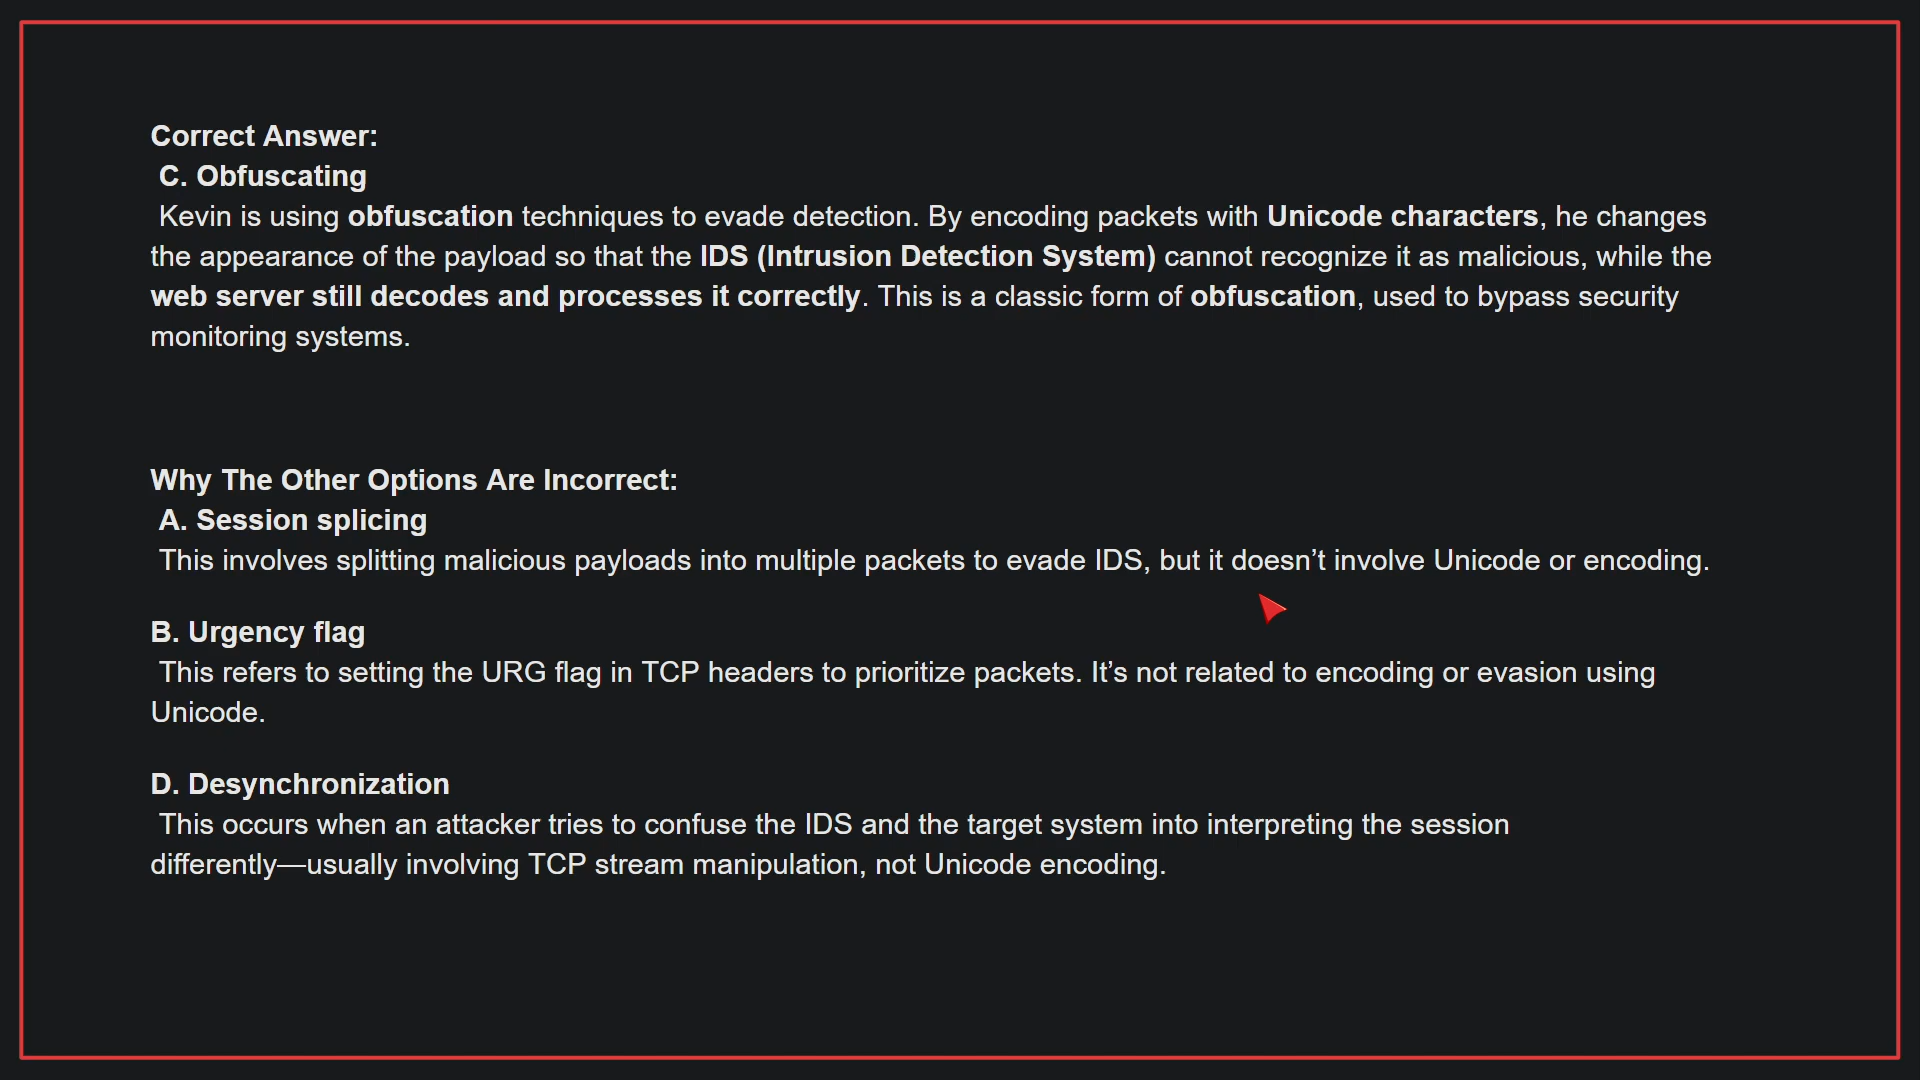 Correct Answer:
C. Obfuscating
Kevin is using obfuscation techniques to evade detection. By encoding packets with Unicode characters, he changes
the appearance of the payload so that the IDS (Intrusion Detection System) cannot recognize it as malicious, while the
web server still decodes and processes it correctly. This is a classic form of obfuscation, used to bypass security
monitoring systems.
Why The Other Options Are Incorrect:
A. Session splicing
This involves splitting malicious payloads into multiple packets to evade IDS, but it doesn’t involve Unicode or encoding.
B. Urgency flag
This refers to setting the URG flag in TCP headers to prioritize packets. It’s not related to encoding or evasion using
Unicode.
D. Desynchronization
This occurs when an attacker tries to confuse the IDS and the target system into interpreting the session
differently—usually involving TCP stream manipulation, not Unicode encoding.